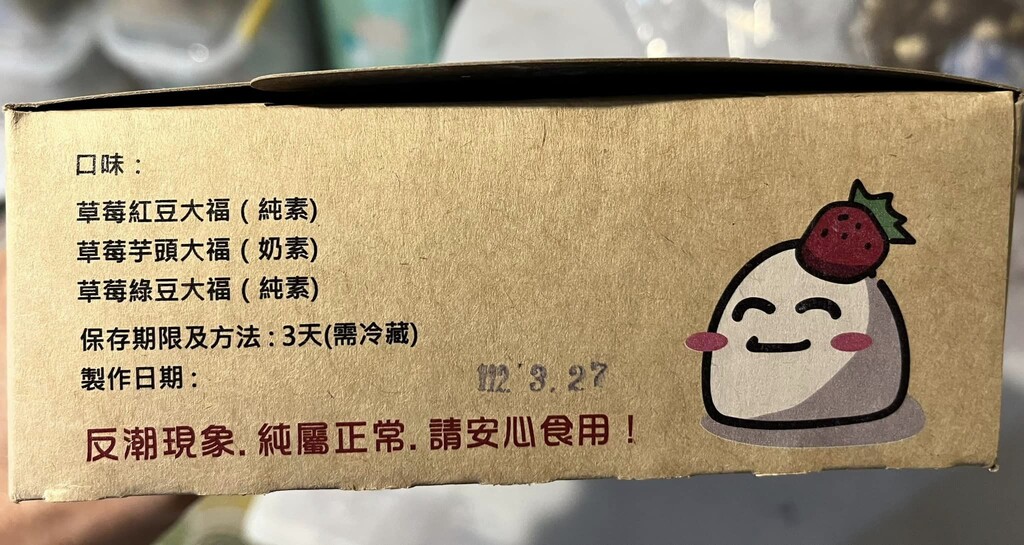 口味：
草莓紅豆大福 ( 純素)
草莓芋頭大福 ( 奶素)
草莓綠豆大福 ( 純素)
保存期限及方法 : 3天(需冷藏)
製作日期 : 112.3.27
反潮現象. 純屬正常. 請安心食用！